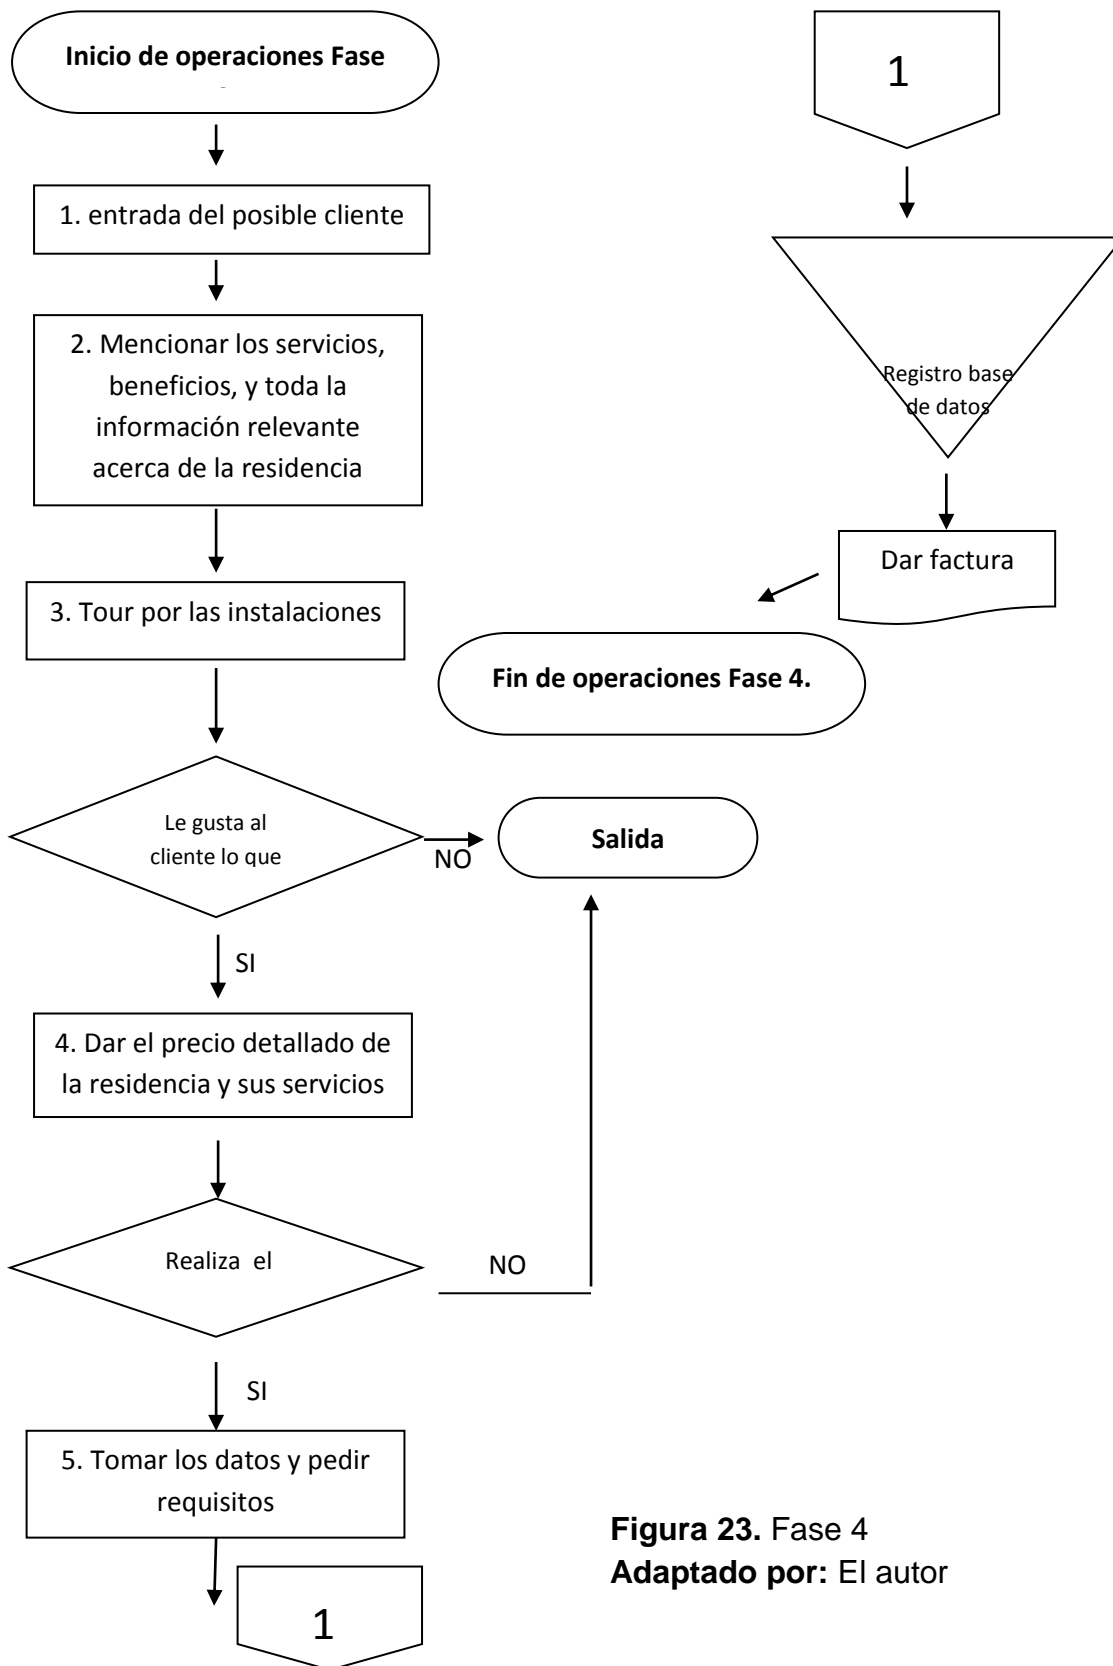 Inicio de operaciones Fase
1. entrada del posible cliente
2. Mencionar los servicios,
beneficios, y toda la
información relevante
acerca de la residencia
3. Tour por las instalaciones
Le gusta al
cliente lo que
NO
Salida
SI
4. Dar el precio detallado de
la residencia y sus servicios
Realiza el
NO
SI
5. Tomar los datos y pedir
requisitos
1
1
Registro base
de datos
Dar factura
Fin de operaciones Fase 4.
Figura 23. Fase 4
Adaptado por: El autor